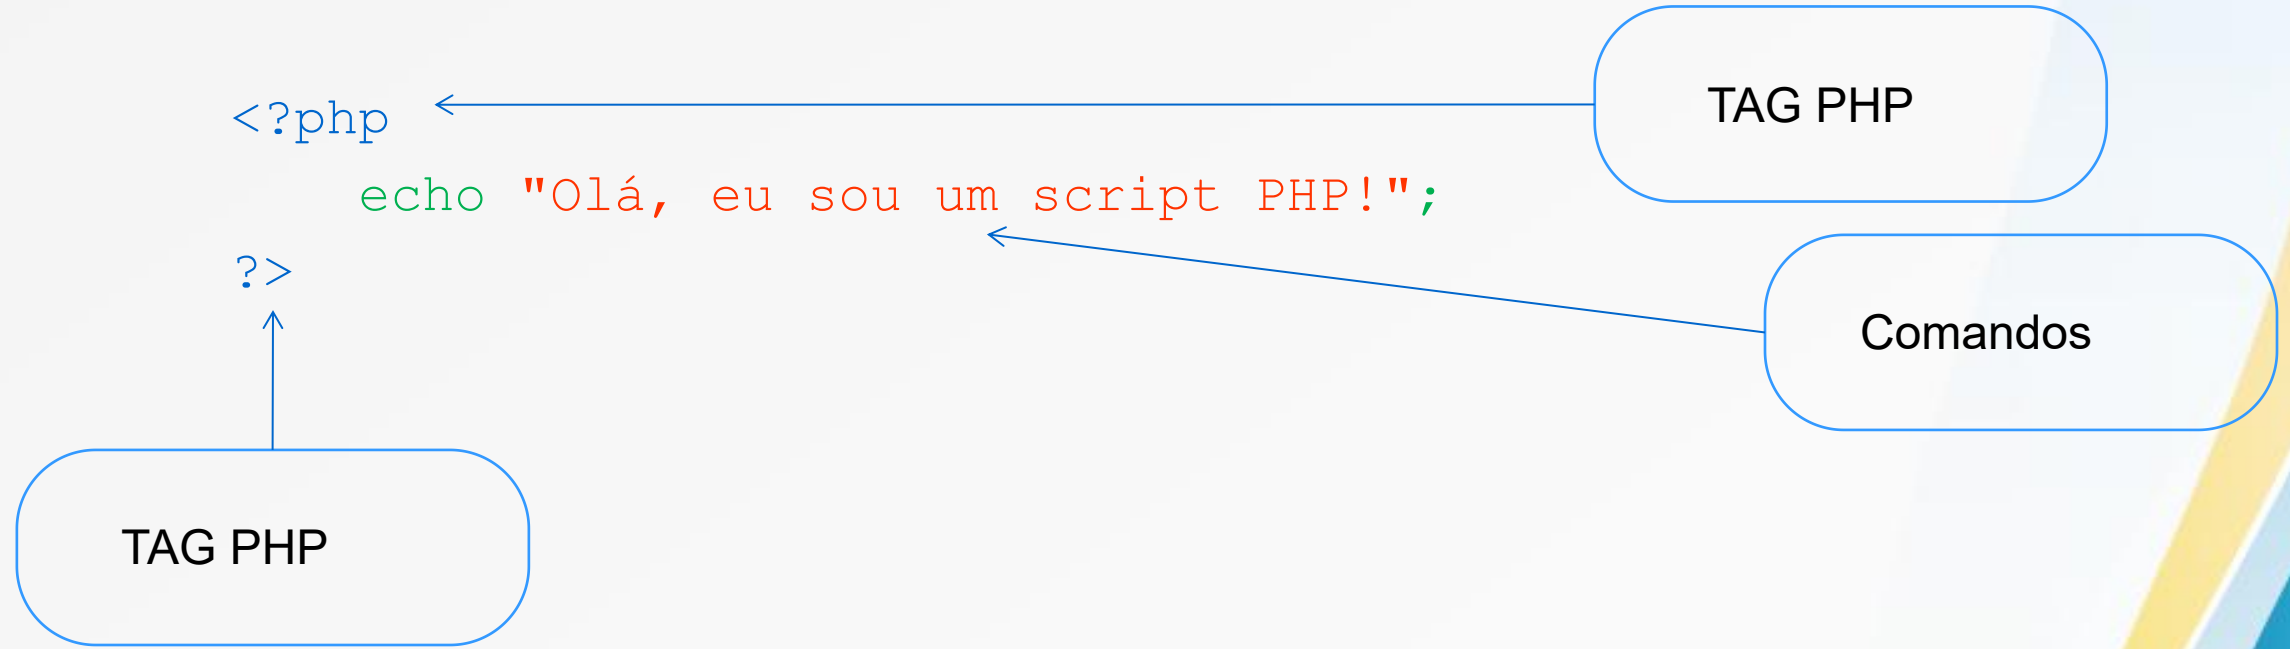 <?php
TAG PHP
echo "Olá, eu sou um script PHP!";
?>
Comandos
TAG PHP